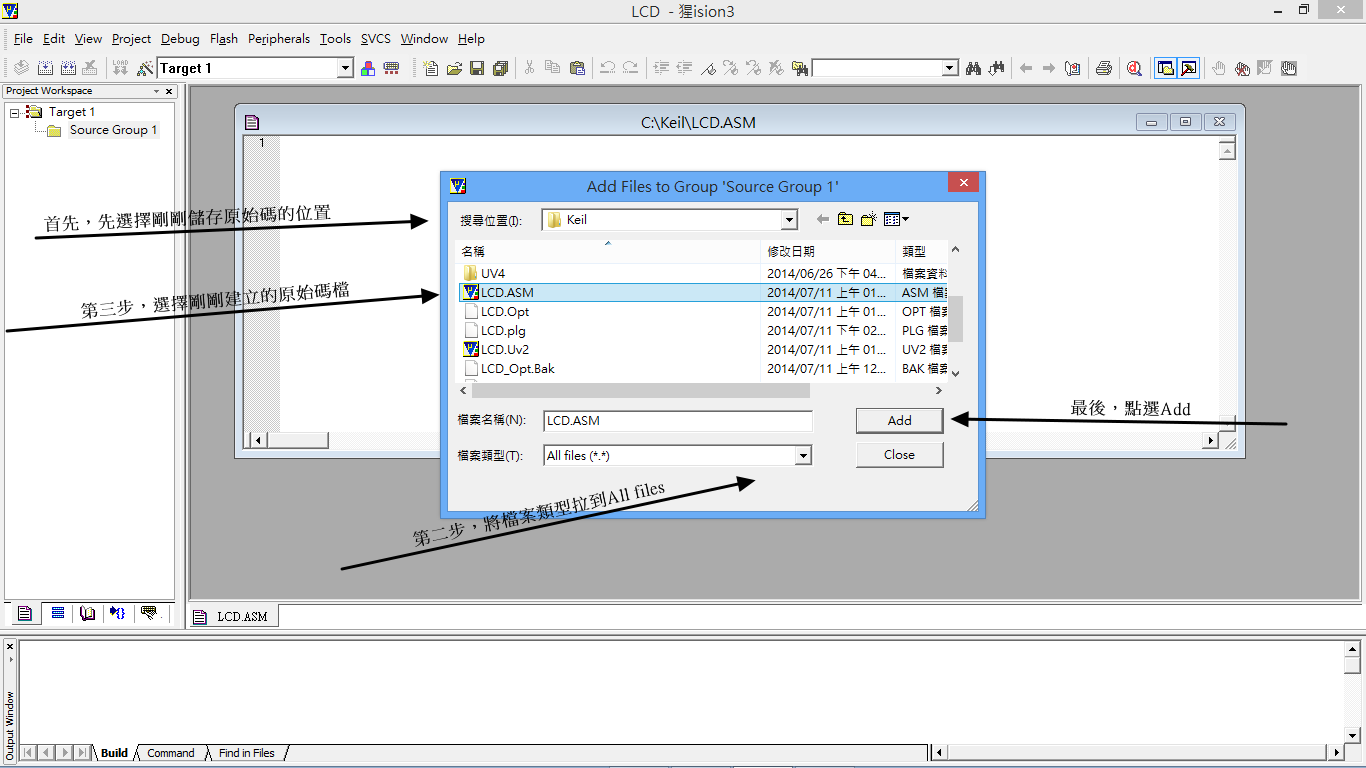 LCD - 猩ision3
File Edit View Project Debug Flash Peripherals Tools SVCS Window Help
LOAD Target 1
Project Workspace
Target 1
Source Group 1
C:\Keil\LCD.ASM
1
Add Files to Group 'Source Group 1'
首先，先選擇剛剛儲存原始碼的位置
搜尋位置(I): Keil
名稱 修改日期 類型
UV4 2014/06/26 下午 04... 檔案資料
第三步，選擇剛剛建立的原始碼檔
LCD.ASM 2014/07/11 上午 01... ASM 檔
LCD.Opt 2014/07/11 上午 01... OPT 檔案
LCD.plg 2014/07/11 下午 02... PLG 檔案
LCD.Uv2 2014/07/11 上午 01... UV2 檔案
LCD_Opt.Bak 2014/07/11 上午 12... BAK 檔案
檔案名稱(N): LCD.ASM Add
最後，點選Add
檔案類型(T): All files (*.*) Close
第二步，將檔案類型拉到All files
LCD.ASM
Output Window
Build Command Find in Files